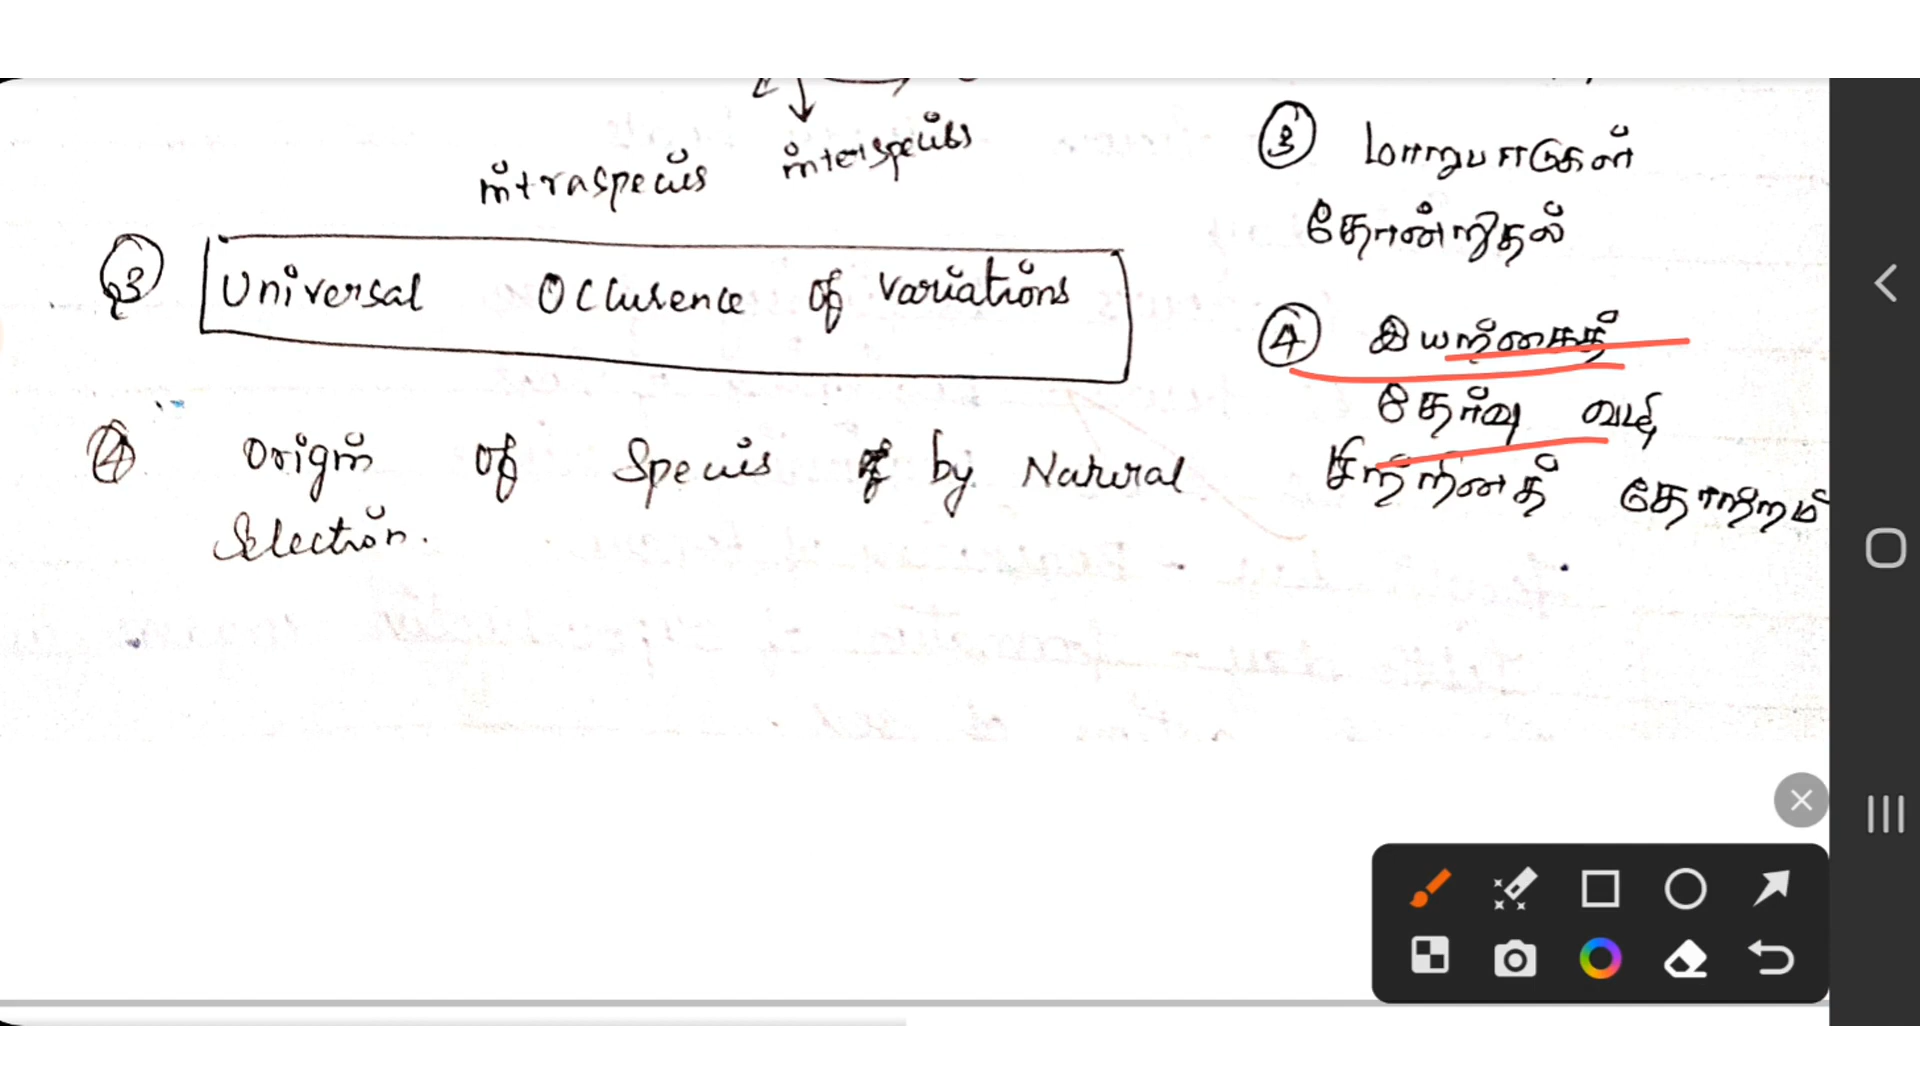 intraspecies
interspecies
③ Universal Occurence of variations
④ Origin of Species by Natural
Selection.
③ மாறுபாடுகள்
தோன்றுதல்
④ இயற்கைத்
தேர்வு வழி
சிற்றினத் தோற்றம்